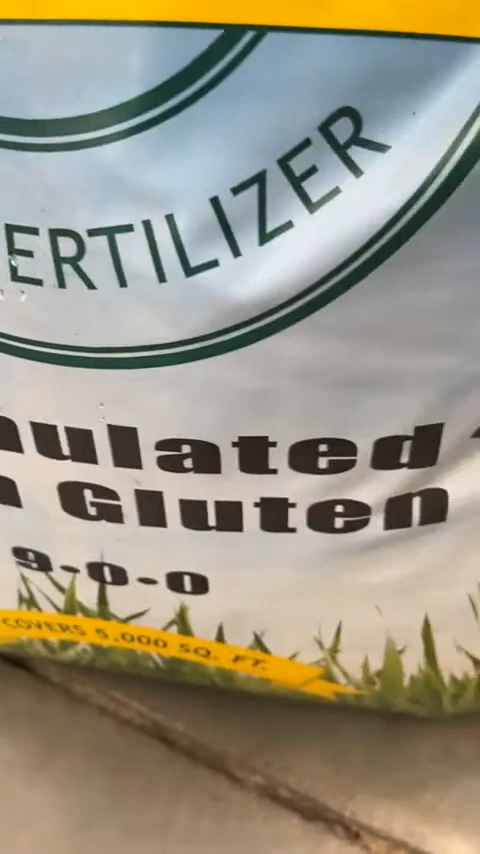 ERTILIZER
ulated
Gluten
9-0-0
COVERS 5,000 SQ. FT.